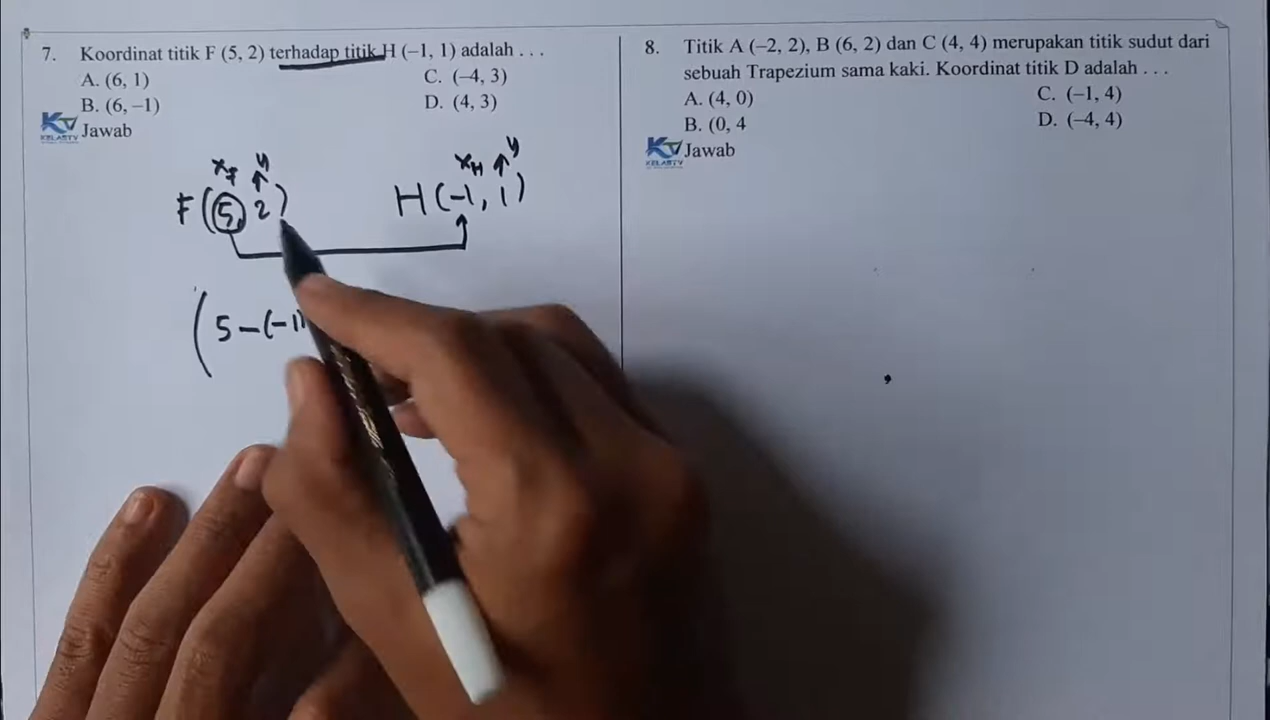 7. Koordinat titik F (5, 2) terhadap titik H (−1, 1) adalah . . .
A. (6, 1)
B. (6, −1)
C. (−4, 3)
D. (4, 3)
KELASTV
Jawab
x_F y
F(5, 2)
x_H y
H(-1, 1)
(5-(-1)
8. Titik A (−2, 2), B (6, 2) dan C (4, 4) merupakan titik sudut dari
sebuah Trapezium sama kaki. Koordinat titik D adalah . . .
A. (4, 0)
B. (0, 4
C. (−1, 4)
D. (−4, 4)
KELASTV
Jawab